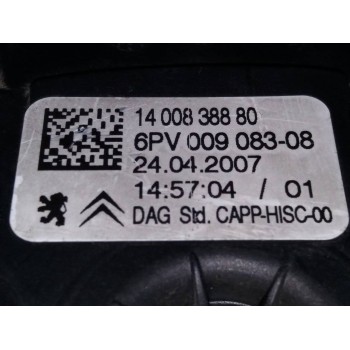 14 008 388 80
6PV 009 083-08
24.04.2007
14:57:04 / 01
DAG Std. CAPP-HISC-00